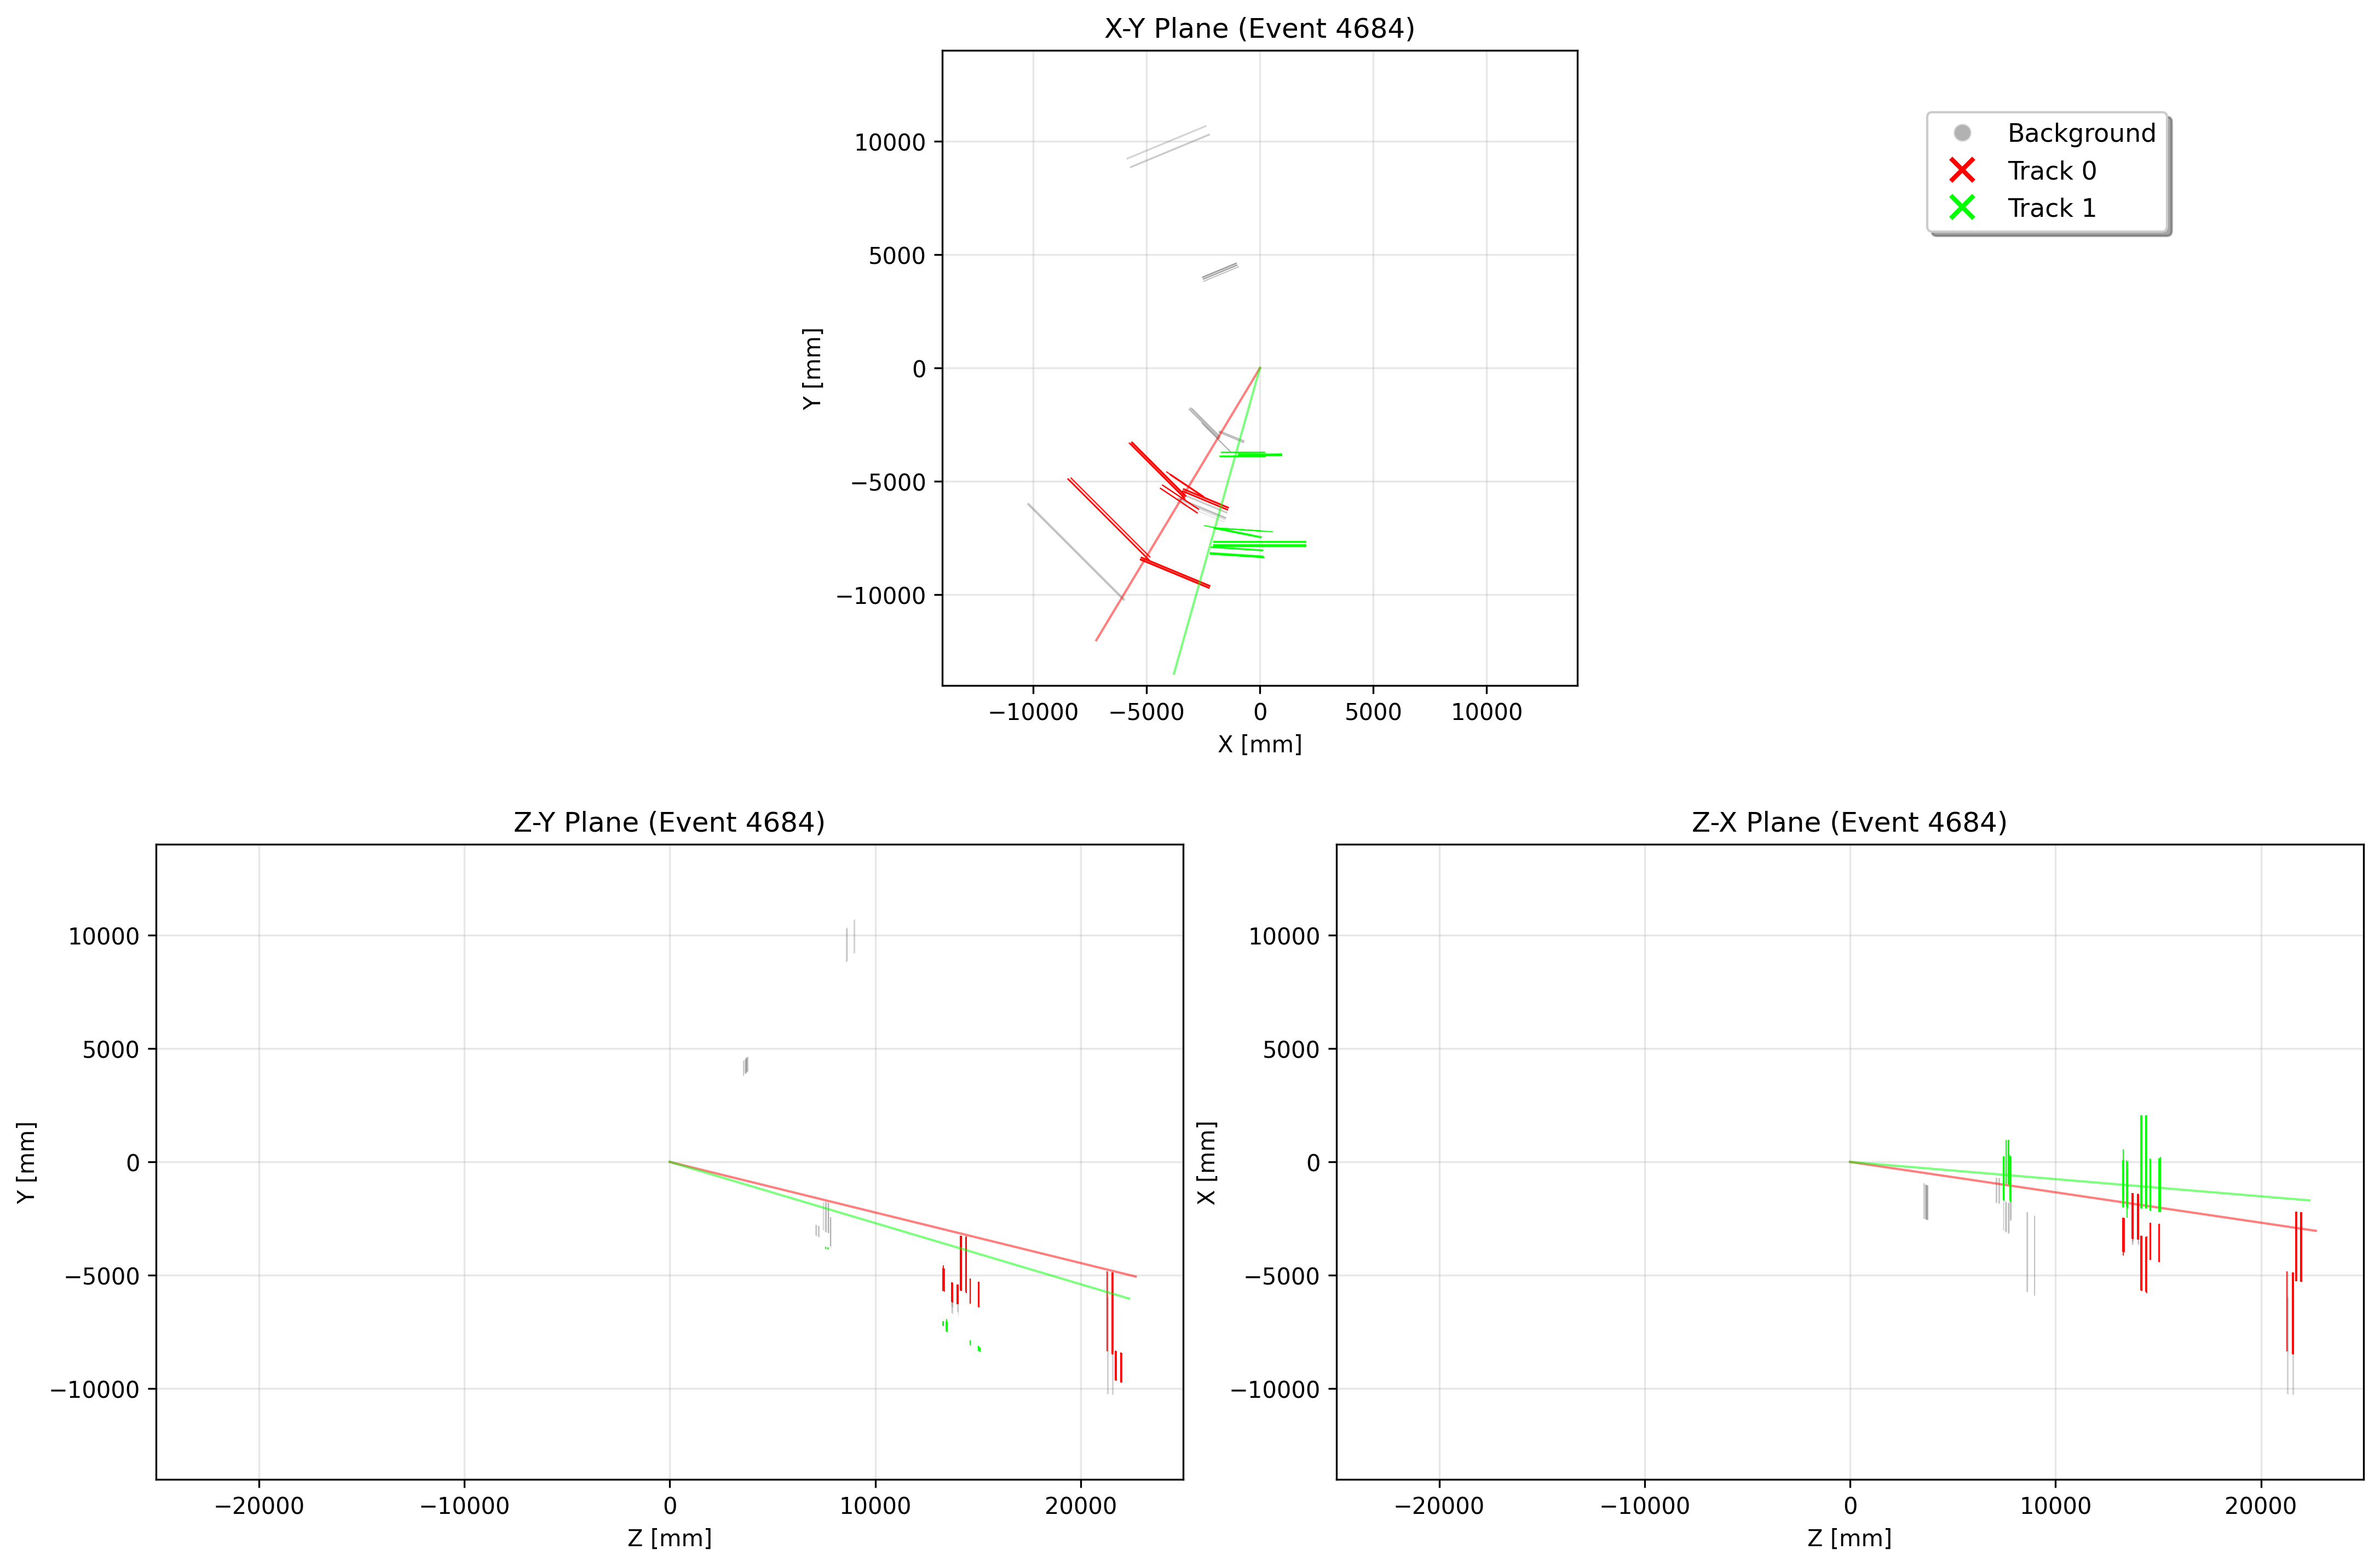 X-Y Plane (Event 4684)
Y [mm]
10000
5000
0
−5000
−10000
−10000 −5000 0 5000 10000
X [mm]
Background
Track 0
Track 1
Z-Y Plane (Event 4684)
Y [mm]
10000
5000
0
−5000
−10000
−20000 −10000 0 10000 20000
Z [mm]
Z-X Plane (Event 4684)
X [mm]
10000
5000
0
−5000
−10000
−20000 −10000 0 10000 20000
Z [mm]